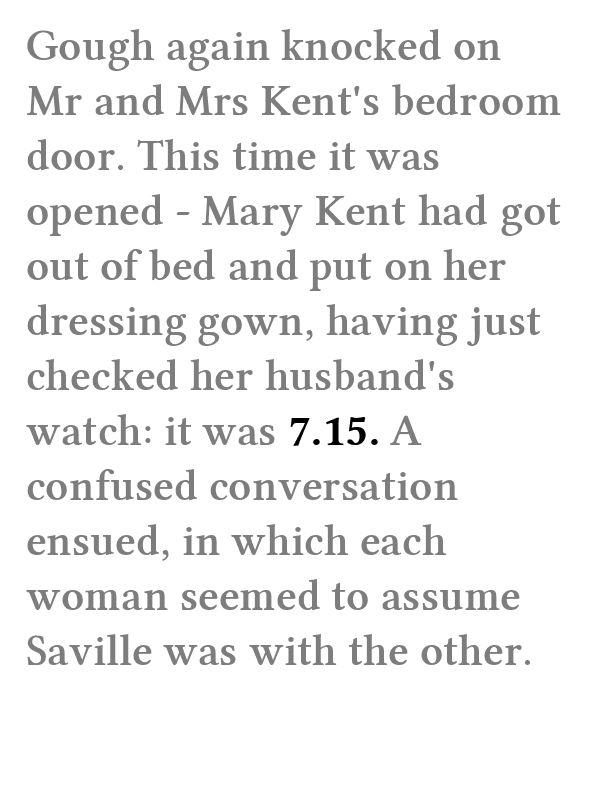 Gough again knocked on
Mr and Mrs Kent's bedroom
door. This time it was
opened - Mary Kent had got
out of bed and put on her
dressing gown, having just
checked her husband's
watch: it was 7.15. A
confused conversation
ensued, in which each
woman seemed to assume
Saville was with the other.